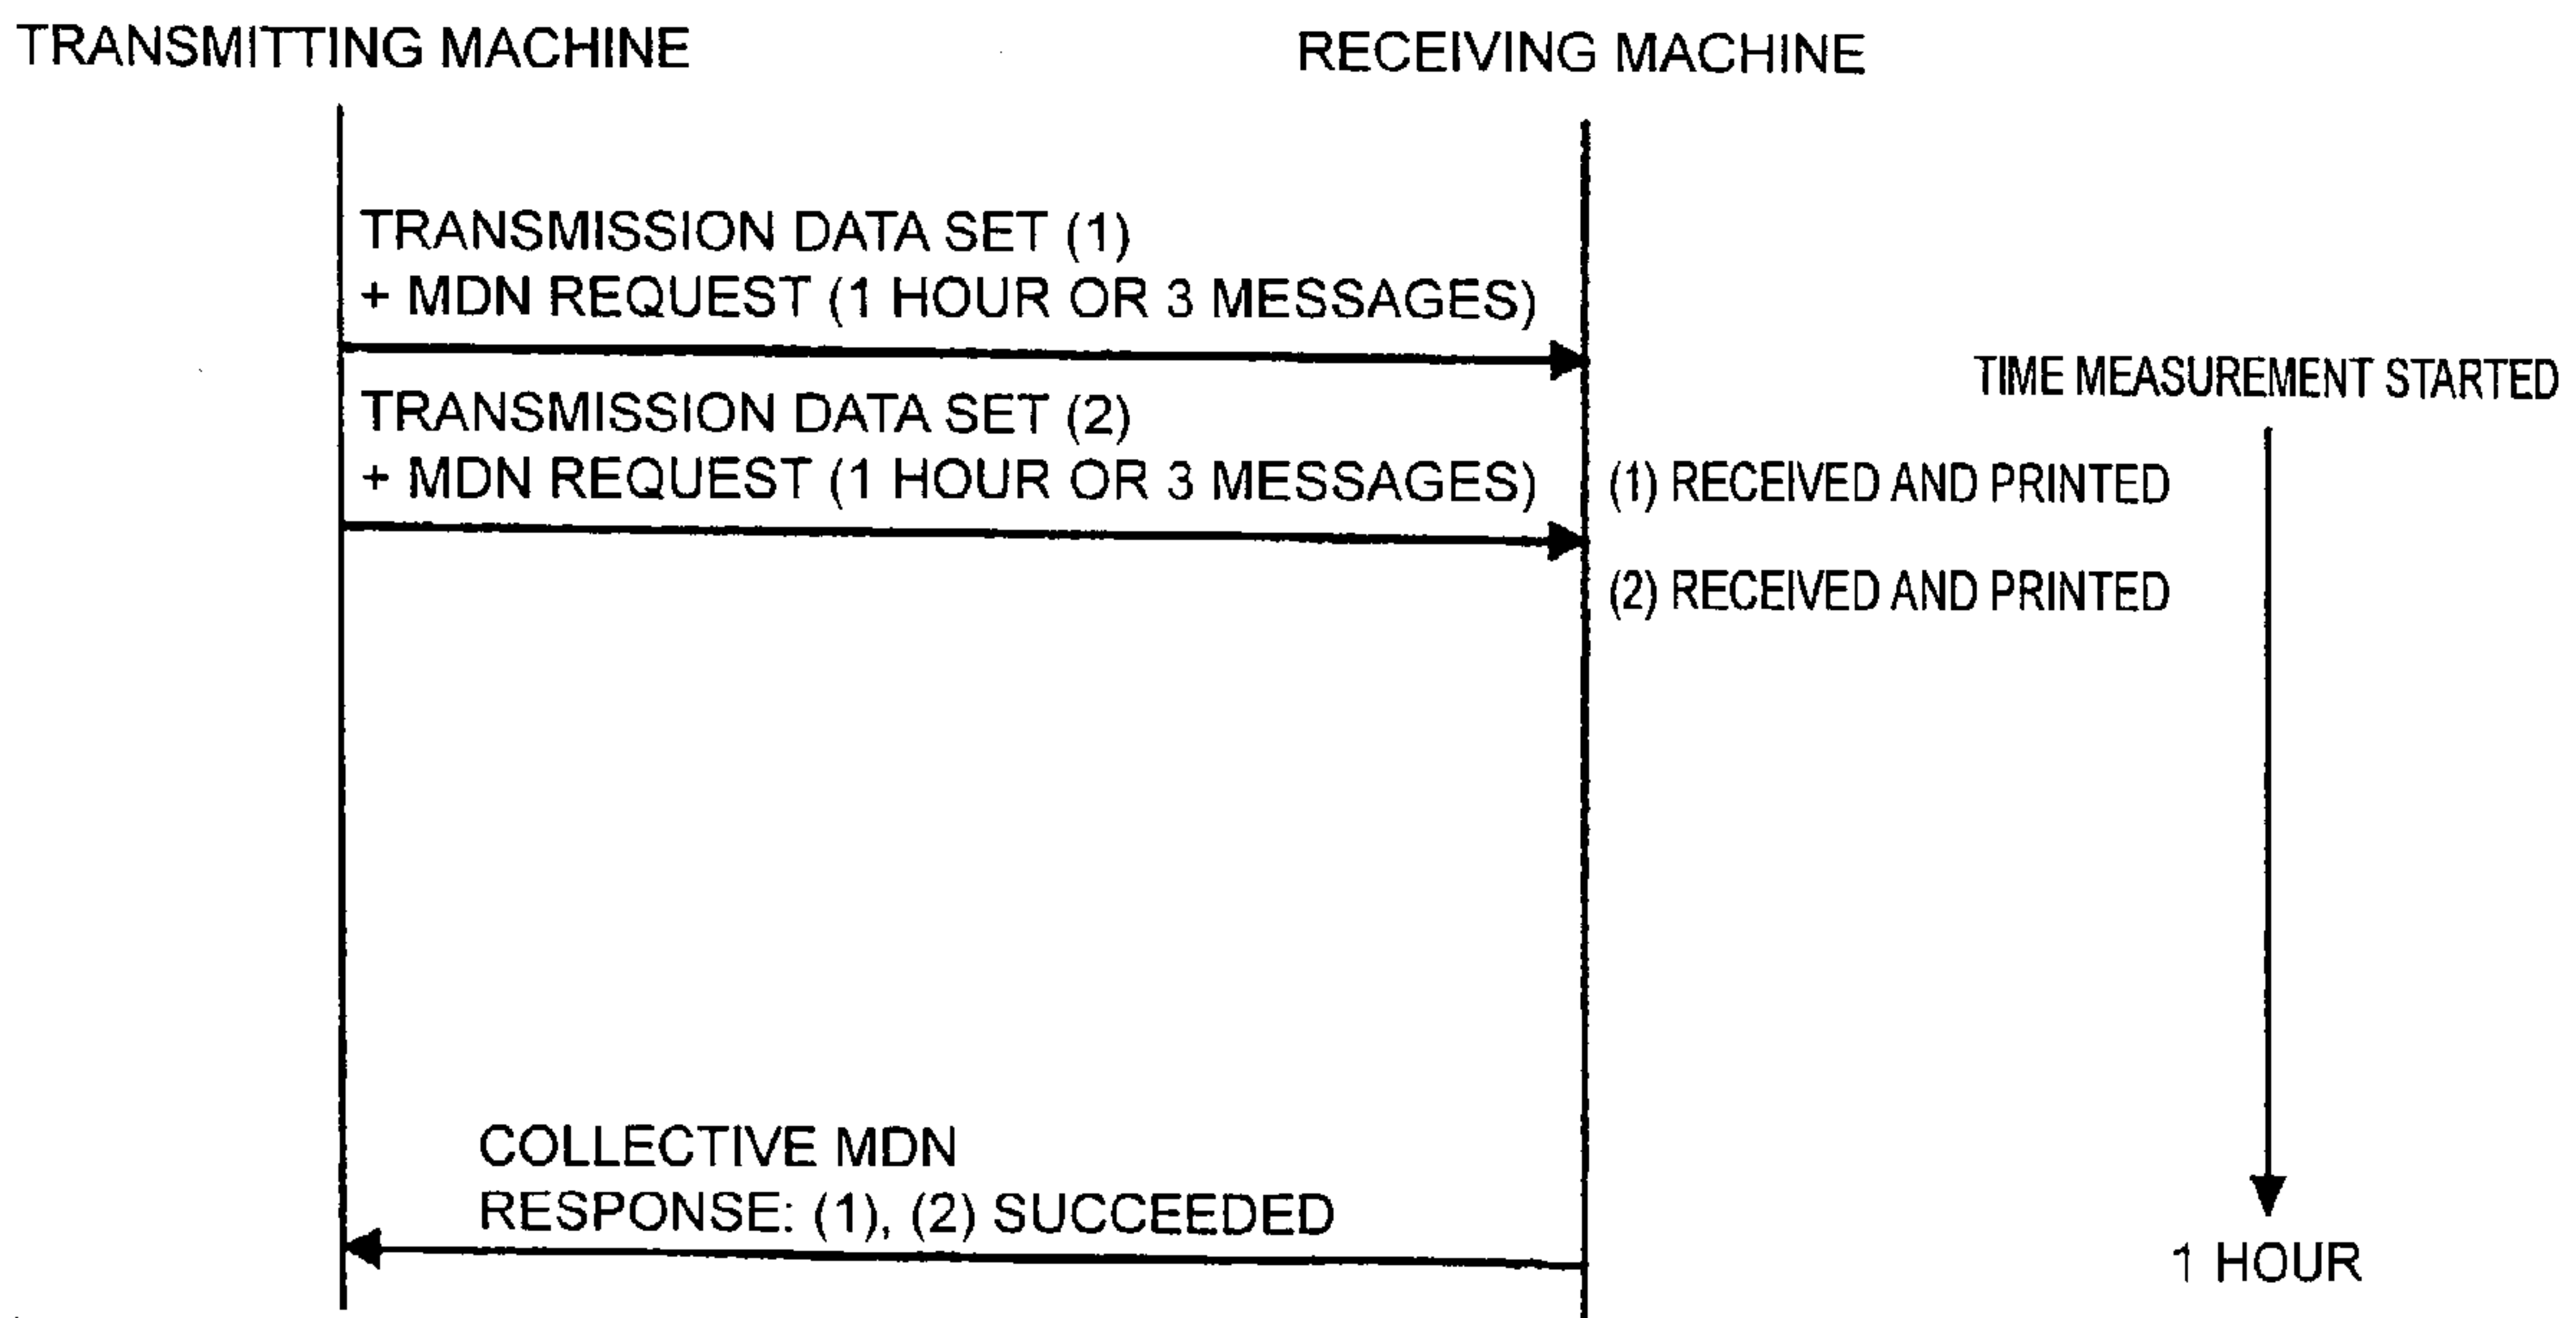 TRANSMITTING MACHINE
RECEIVING MACHINE
TRANSMISSION DATA SET (1)
+ MDN REQUEST (1 HOUR OR 3 MESSAGES)
TIME MEASUREMENT STARTED
TRANSMISSION DATA SET (2)
+ MDN REQUEST (1 HOUR OR 3 MESSAGES)
(1) RECEIVED AND PRINTED
(2) RECEIVED AND PRINTED
COLLECTIVE MDN
RESPONSE: (1), (2) SUCCEEDED
1 HOUR